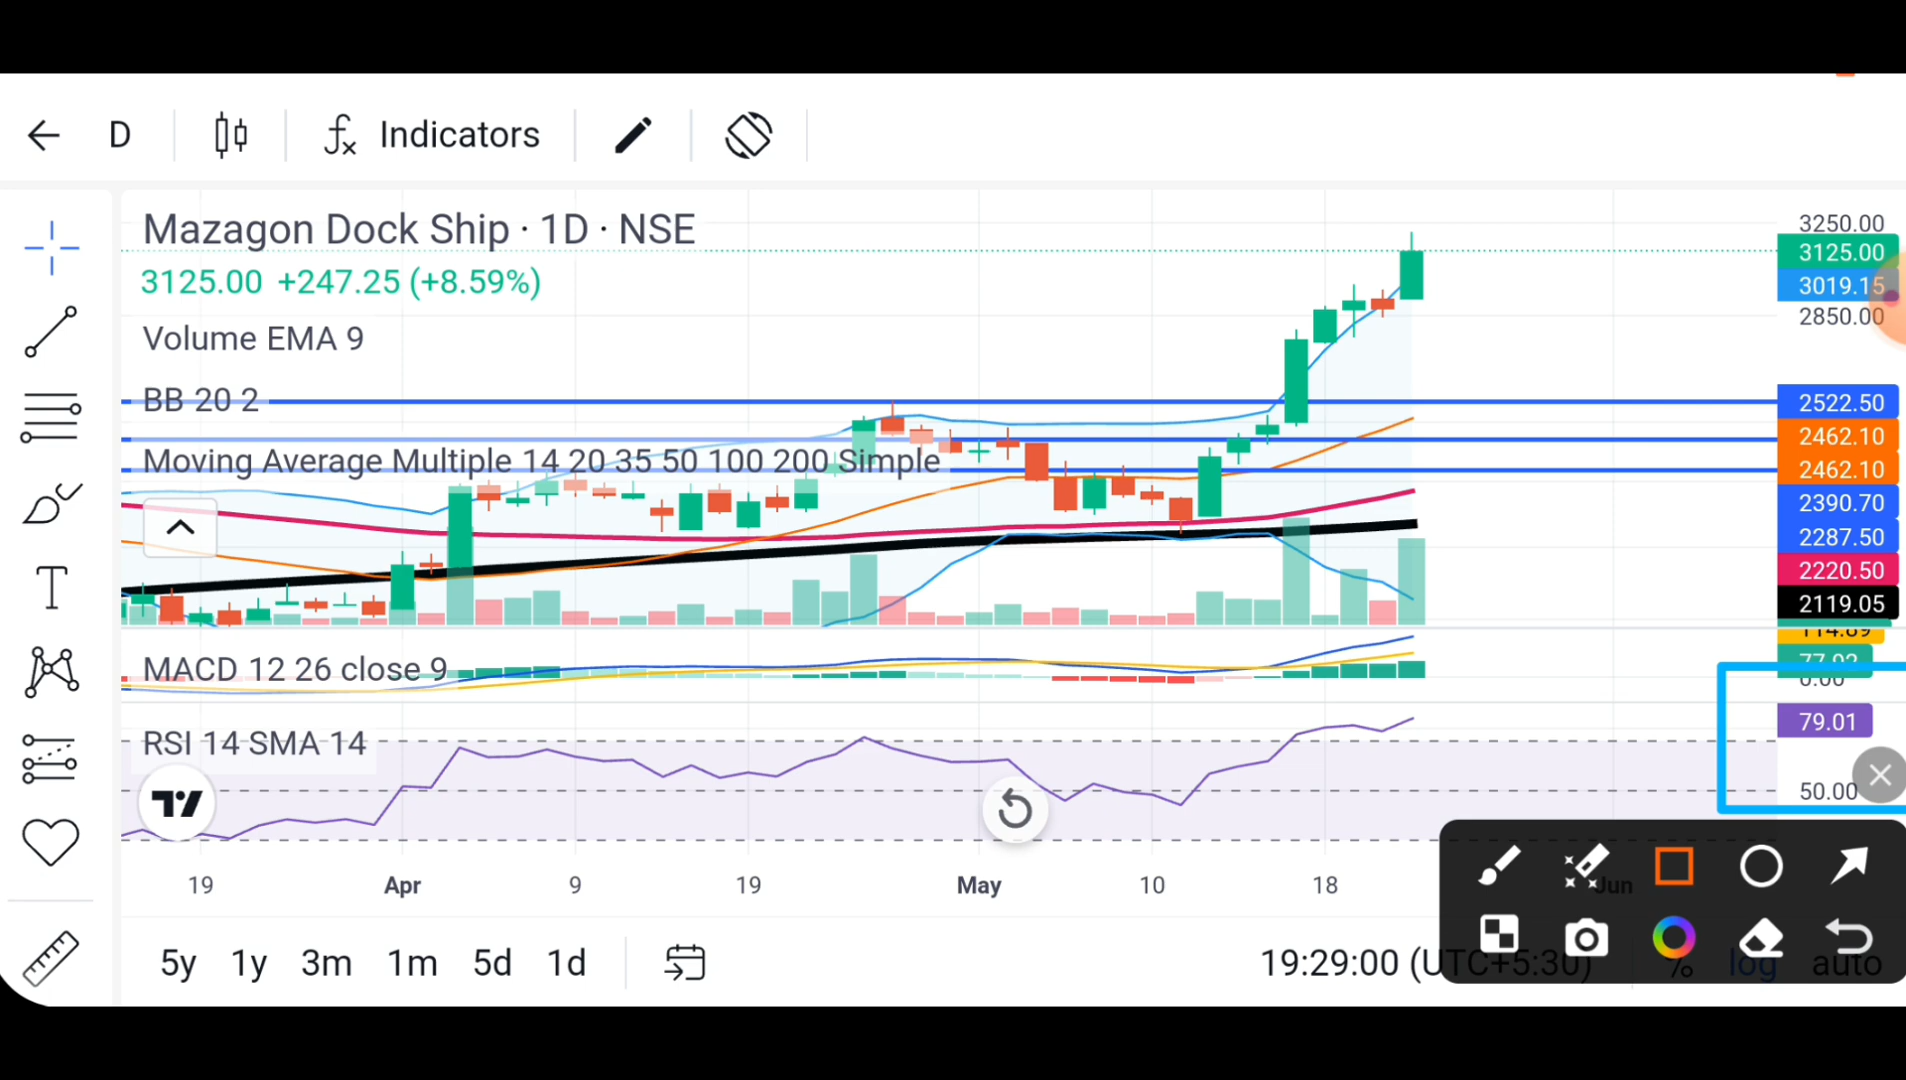 D Indicators
Mazagon Dock Ship · 1D · NSE
3125.00 +247.25 (+8.59%)
Volume EMA 9
BB 20 2
Moving Average Multiple 14 20 35 50 100 200 Simple
3250.00
3125.00
3019.15
2850.00
2522.50
2462.10
2462.10
2390.70
2287.50
2220.50
2119.05
MACD 12 26 close 9
114.89
77.02
0.00
RSI 14 SMA 14
79.01
50.00
19 Apr 9 19 May 10 18 Jun
5y 1y 3m 1m 5d 1d
19:29:00 (UTC+5:30) % log auto